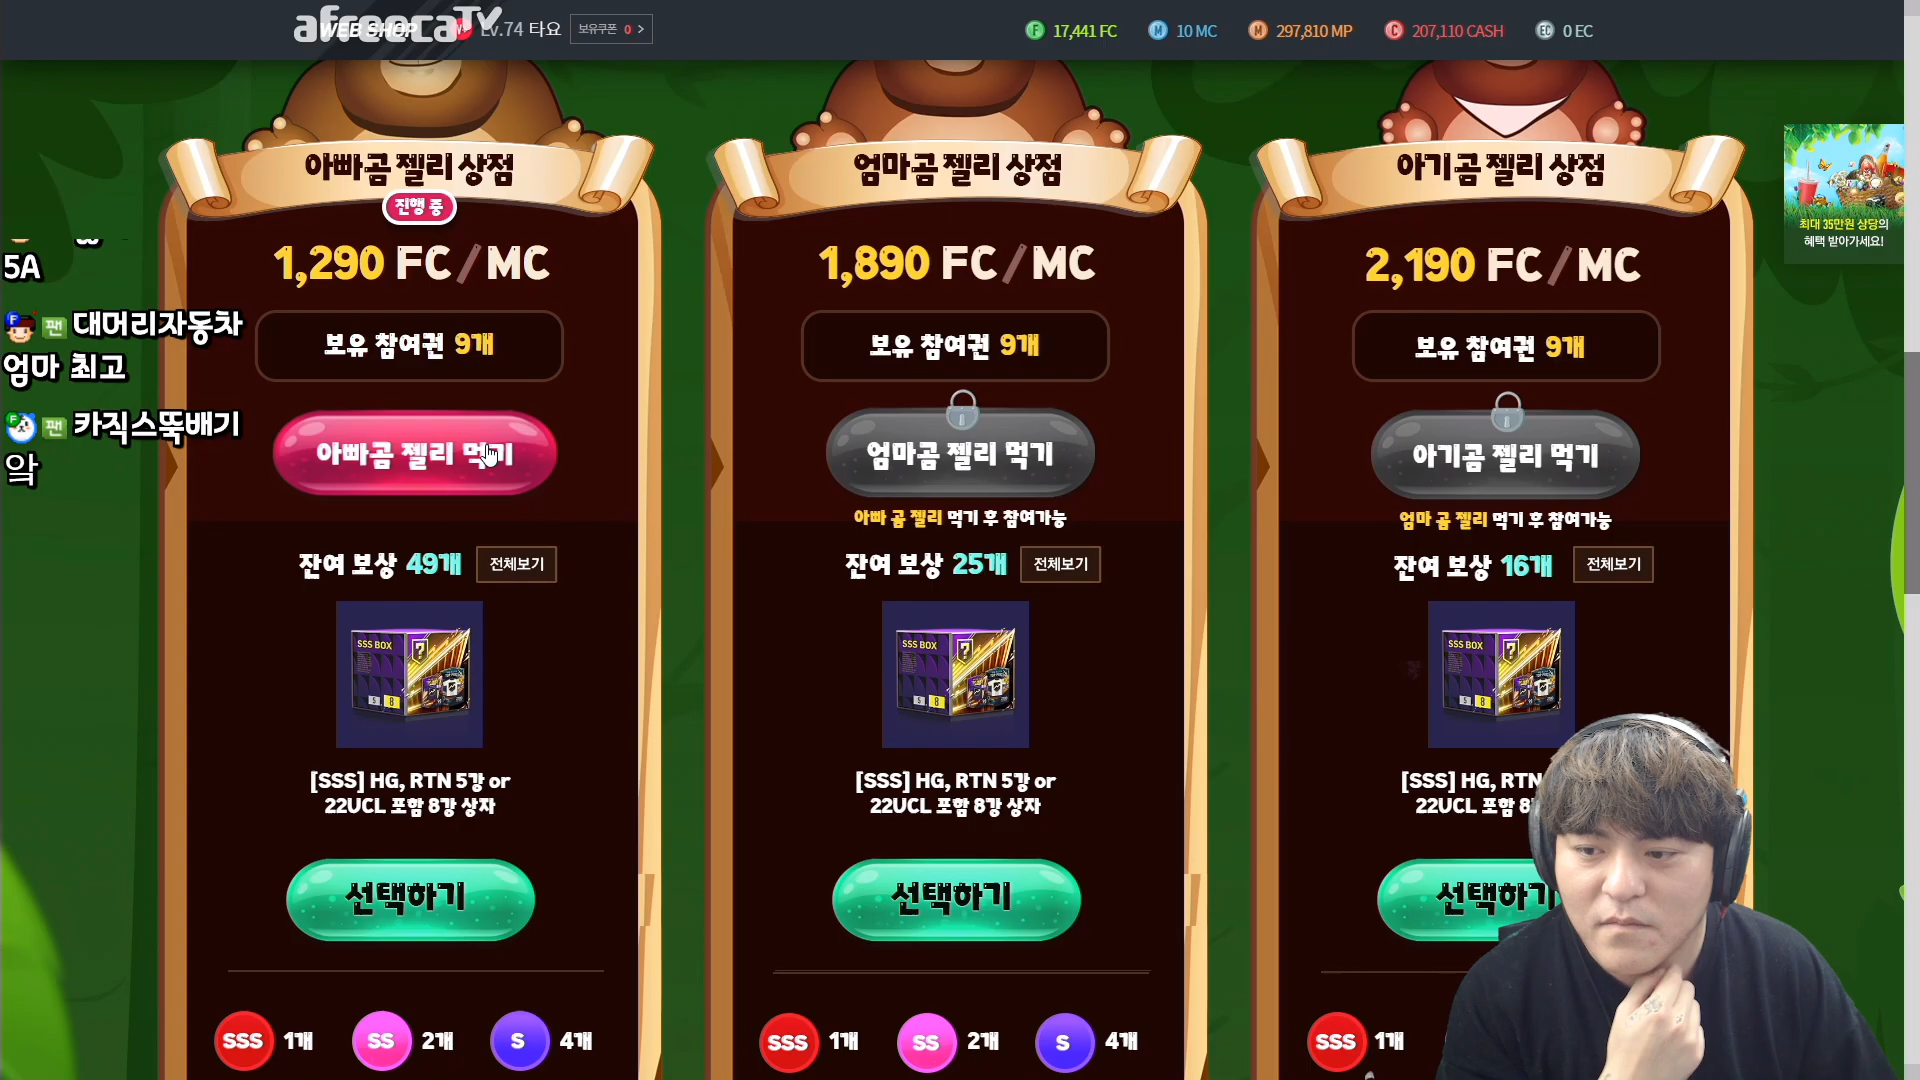 afreecaTV
WEB SHOP
Lv.74 타요
보유쿠폰 0 >
17,441 FC
10 MC
297,810 MP
207,110 CASH
0 EC
5A
대머리자동차
엄마 최고
카직스뚝배기
앜
아빠곰 젤리 상점
진행 중
1,290 FC / MC
보유 참여권 9개
아빠곰 젤리 먹기
잔여 보상 49개
전체보기
SSS BOX
[SSS] HG, RTN 5강 or
22UCL 포함 8강 상자
선택하기
SSS 1개
SS 2개
S 4개
엄마곰 젤리 상점
1,890 FC / MC
보유 참여권 9개
엄마곰 젤리 먹기
아빠 곰 젤리 먹기 후 참여가능
잔여 보상 25개
전체보기
SSS BOX
[SSS] HG, RTN 5강 or
22UCL 포함 8강 상자
선택하기
SSS 1개
SS 2개
S 4개
아기곰 젤리 상점
2,190 FC / MC
보유 참여권 9개
아기곰 젤리 먹기
엄마 곰 젤리 먹기 후 참여가능
잔여 보상 16개
전체보기
SSS BOX
[SSS] HG, RTN
22UCL 포함 8
선택하기
SSS 1개
최대 35만원 상당의
혜택 받아가세요!